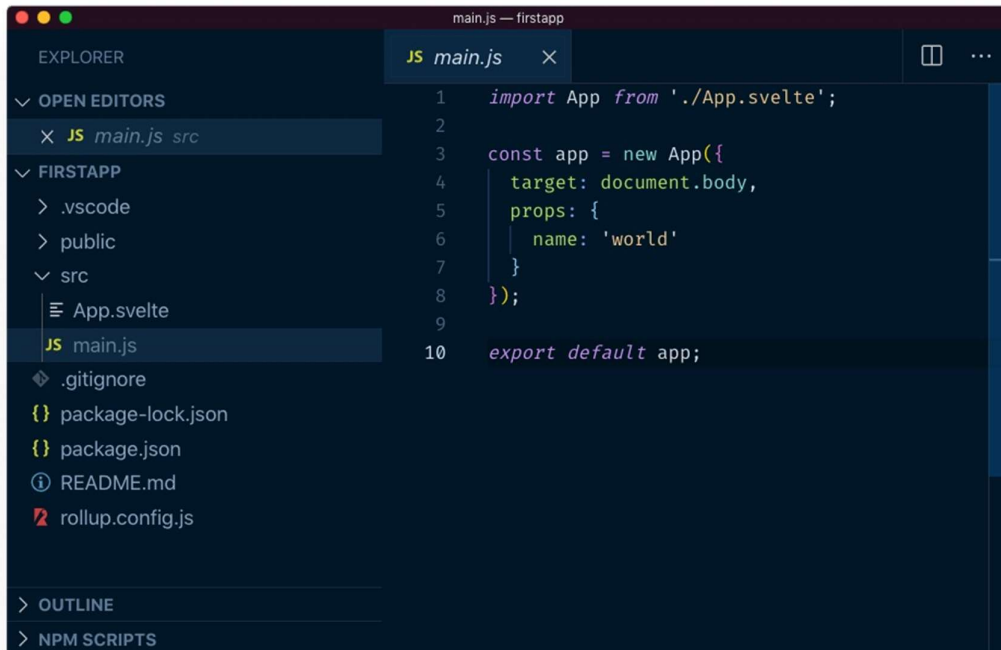 main.js — firstapp
EXPLORER
OPEN EDITORS
JS main.js src
FIRSTAPP
.vscode
public
src
App.svelte
JS main.js
.gitignore
{} package-lock.json
{} package.json
README.md
rollup.config.js
OUTLINE
NPM SCRIPTS
JS main.js
1 import App from './App.svelte';
2
3 const app = new App({
4 target: document.body,
5 props: {
6 name: 'world'
7 }
8 });
9
10 export default app;